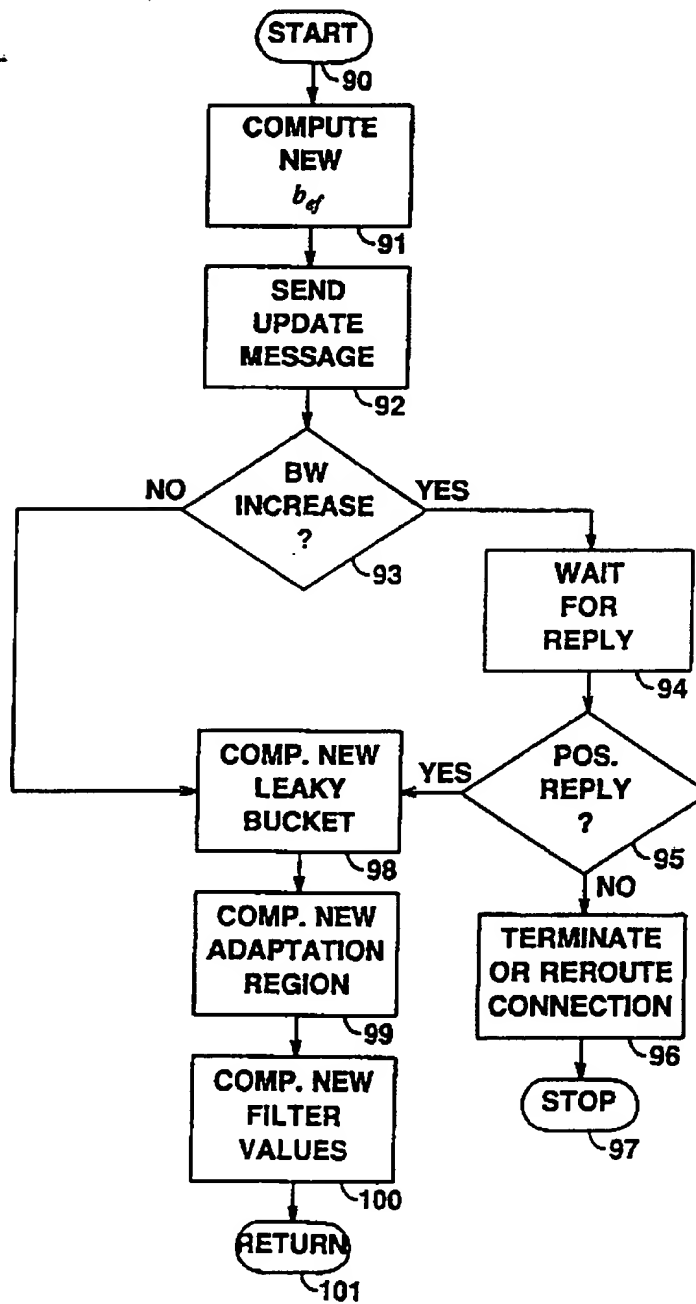 START
90
COMPUTE
NEW
b_ef
91
SEND
UPDATE
MESSAGE
92
BW
INCREASE
?
93
NO
YES
WAIT
FOR
REPLY
94
POS.
REPLY
?
95
YES
NO
COMP. NEW
LEAKY
BUCKET
98
COMP. NEW
ADAPTATION
REGION
99
TERMINATE
OR REROUTE
CONNECTION
96
STOP
97
COMP. NEW
FILTER
VALUES
100
RETURN
101